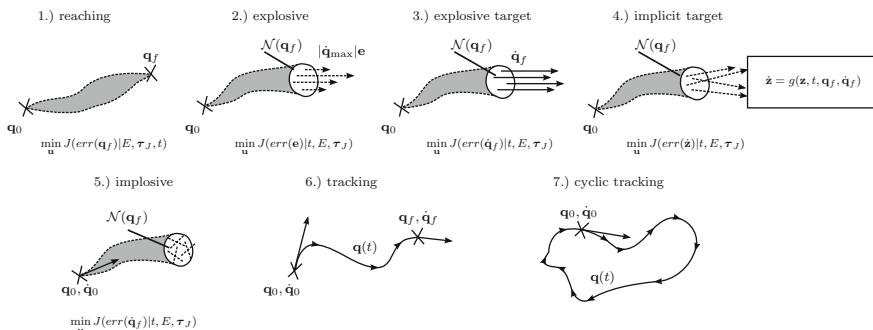 1.) reaching
q_f
q_0
min_u J(err(q_f)|E, τ_J, t)
2.) explosive
N(q_f)
|q̇_max|e
q_0
min_u J(err(e)|t, E, τ_J)
3.) explosive target
N(q_f)
q̇_f
q_0
min_u J(err(q̇_f)|t, E, τ_J)
4.) implicit target
N(q_f)
ż = g(z, t, q_f, q̇_f)
q_0
min_u J(err(ż)|t, E, τ_J)
5.) implosive
N(q_f)
q_0, q̇_0
min J(err(q̇_f)|t, E, τ_J)
6.) tracking
q_f, q̇_f
q(t)
q_0, q̇_0
7.) cyclic tracking
q_0, q̇_0
q(t)